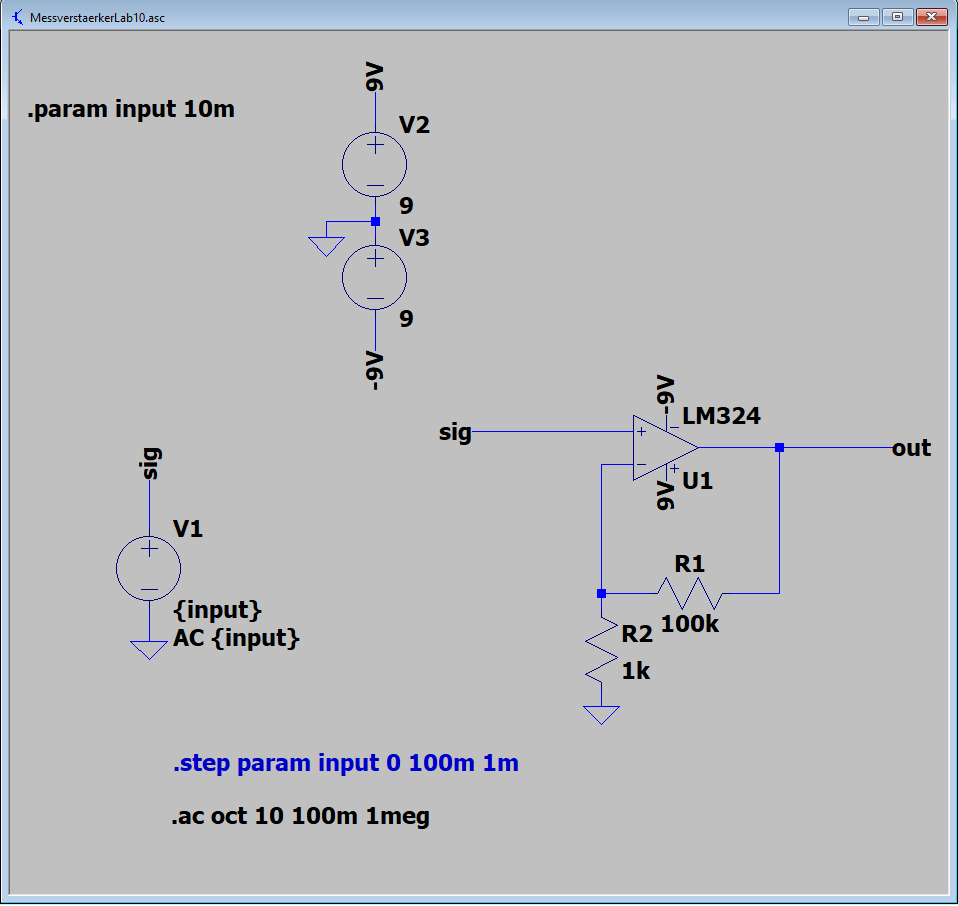 MessverstaerkerLab10.asc
.param input 10m
9V
V2
9
V3
9
-9V
sig
V1
{input}
AC {input}
sig
-9V
LM324
U1
9V
out
R1
100k
R2
1k
.step param input 0 100m 1m
.ac oct 10 100m 1meg